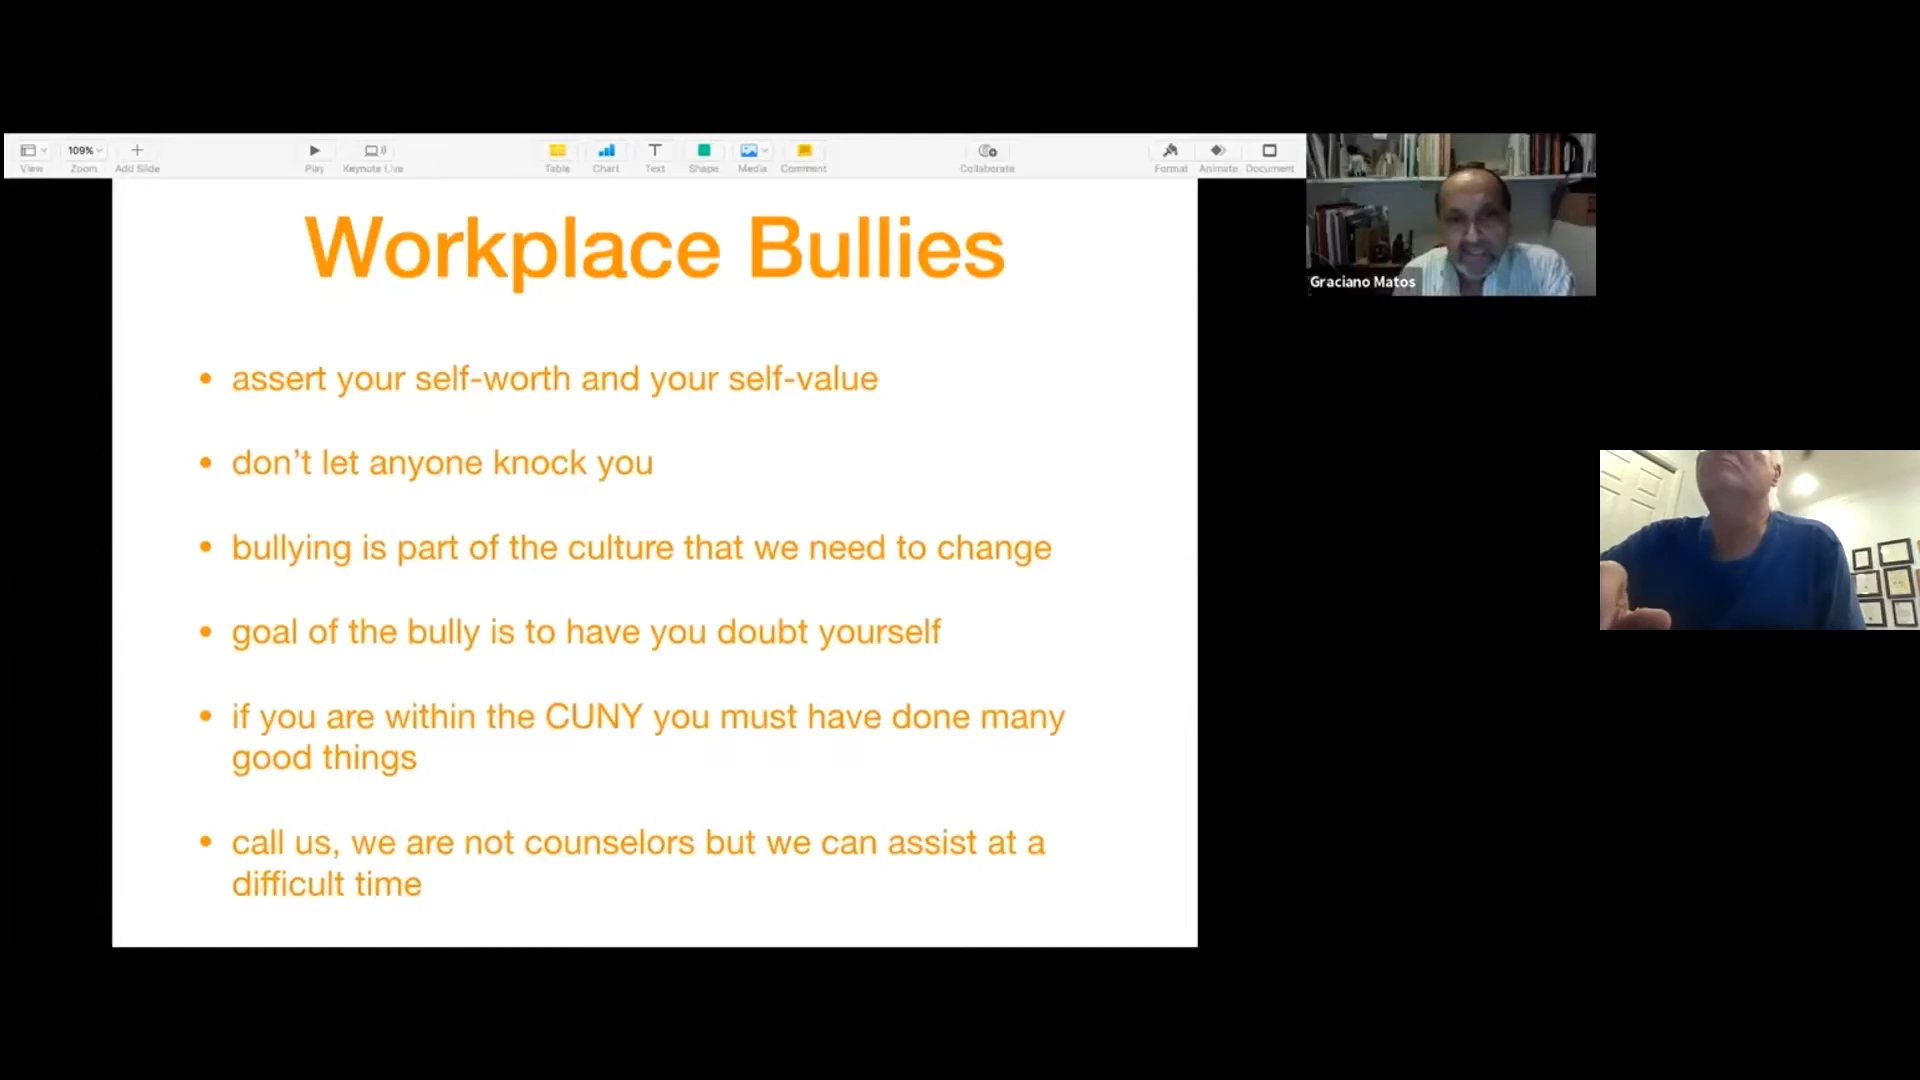 109%
View
Zoom
Add Slide
Play
Keynote Live
Table
Chart
Text
Shape
Media
Comment
Collaborate
Format
Animate
Document
Graciano Matos
Workplace Bullies
• assert your self-worth and your self-value
• don’t let anyone knock you
• bullying is part of the culture that we need to change
• goal of the bully is to have you doubt yourself
• if you are within the CUNY you must have done many
good things
• call us, we are not counselors but we can assist at a
difficult time